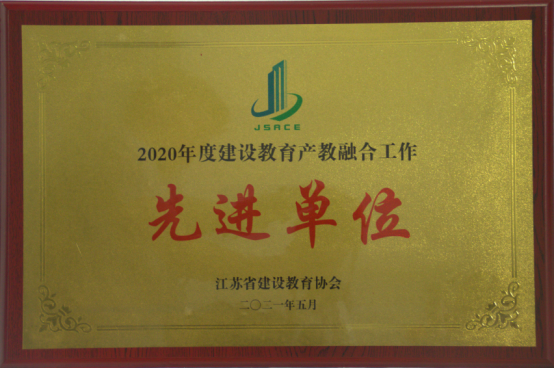 JSACE
2020年度建设教育产教融合工作
先进单位
江苏省建设教育协会
二〇二一年五月